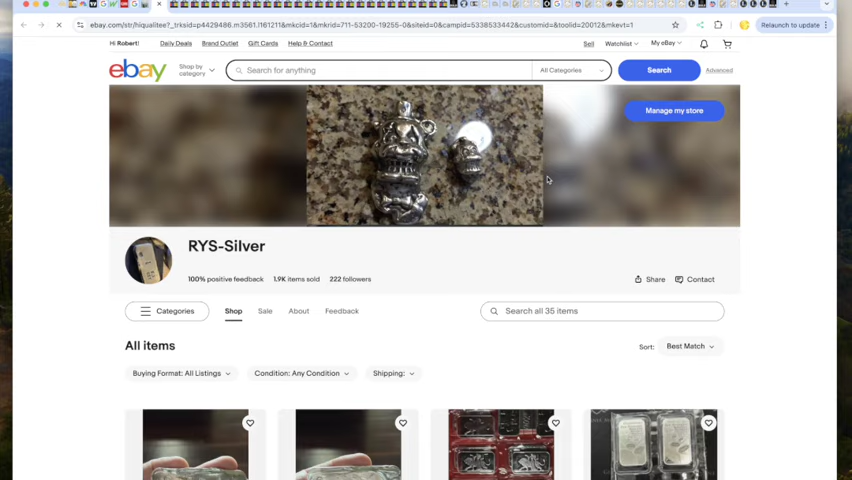 ebay.com/str/hiqualitee?_trksid=p4429486.m3561.l161211&mkcid=1&mkrid=711-53200-19255-0&siteid=0&campid=5338533442&customid=&toolid=20012&mkevt=1
Relaunch to update
Hi Robert! Daily Deals Brand Outlet Gift Cards Help & Contact Sell Watchlist My eBay
ebay Shop by category Search for anything All Categories Search Advanced
Manage my store
RYS-Silver
100% positive feedback 1.9K items sold 222 followers Share Contact
Categories Shop Sale About Feedback Search all 35 items
All items Sort: Best Match
Buying Format: All Listings Condition: Any Condition Shipping: